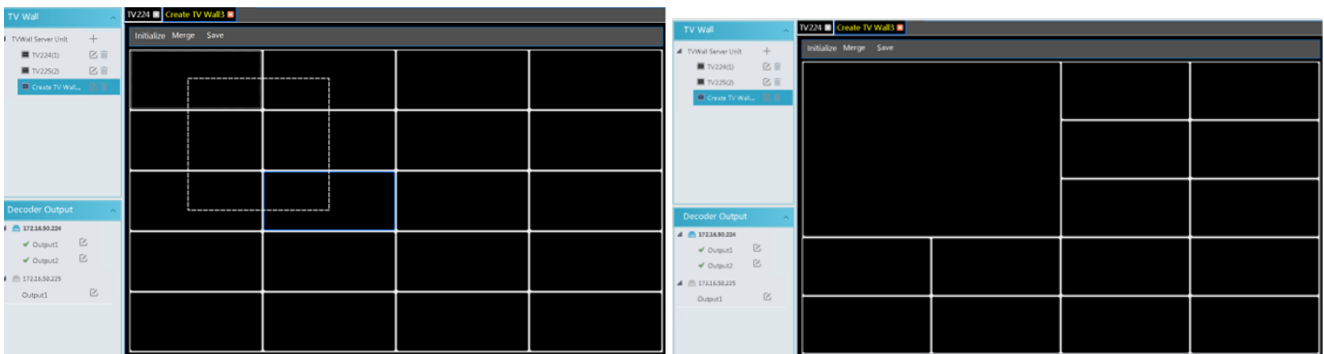 TV Wall
TVWall Server Unit
TV224(1)
TV225(2)
Create TV Wall...
Decoder Output
172.16.50.224
Output1
Output2
172.16.50.225
Output1
TV224 Create TV Wall3
Initialize Merge Save
TV Wall
TVWall Server Unit
TV224(1)
TV225(2)
Create TV Wall...
Decoder Output
172.16.50.224
Output1
Output2
172.16.50.225
Output1
TV224 Create TV Wall3
Initialize Merge Save